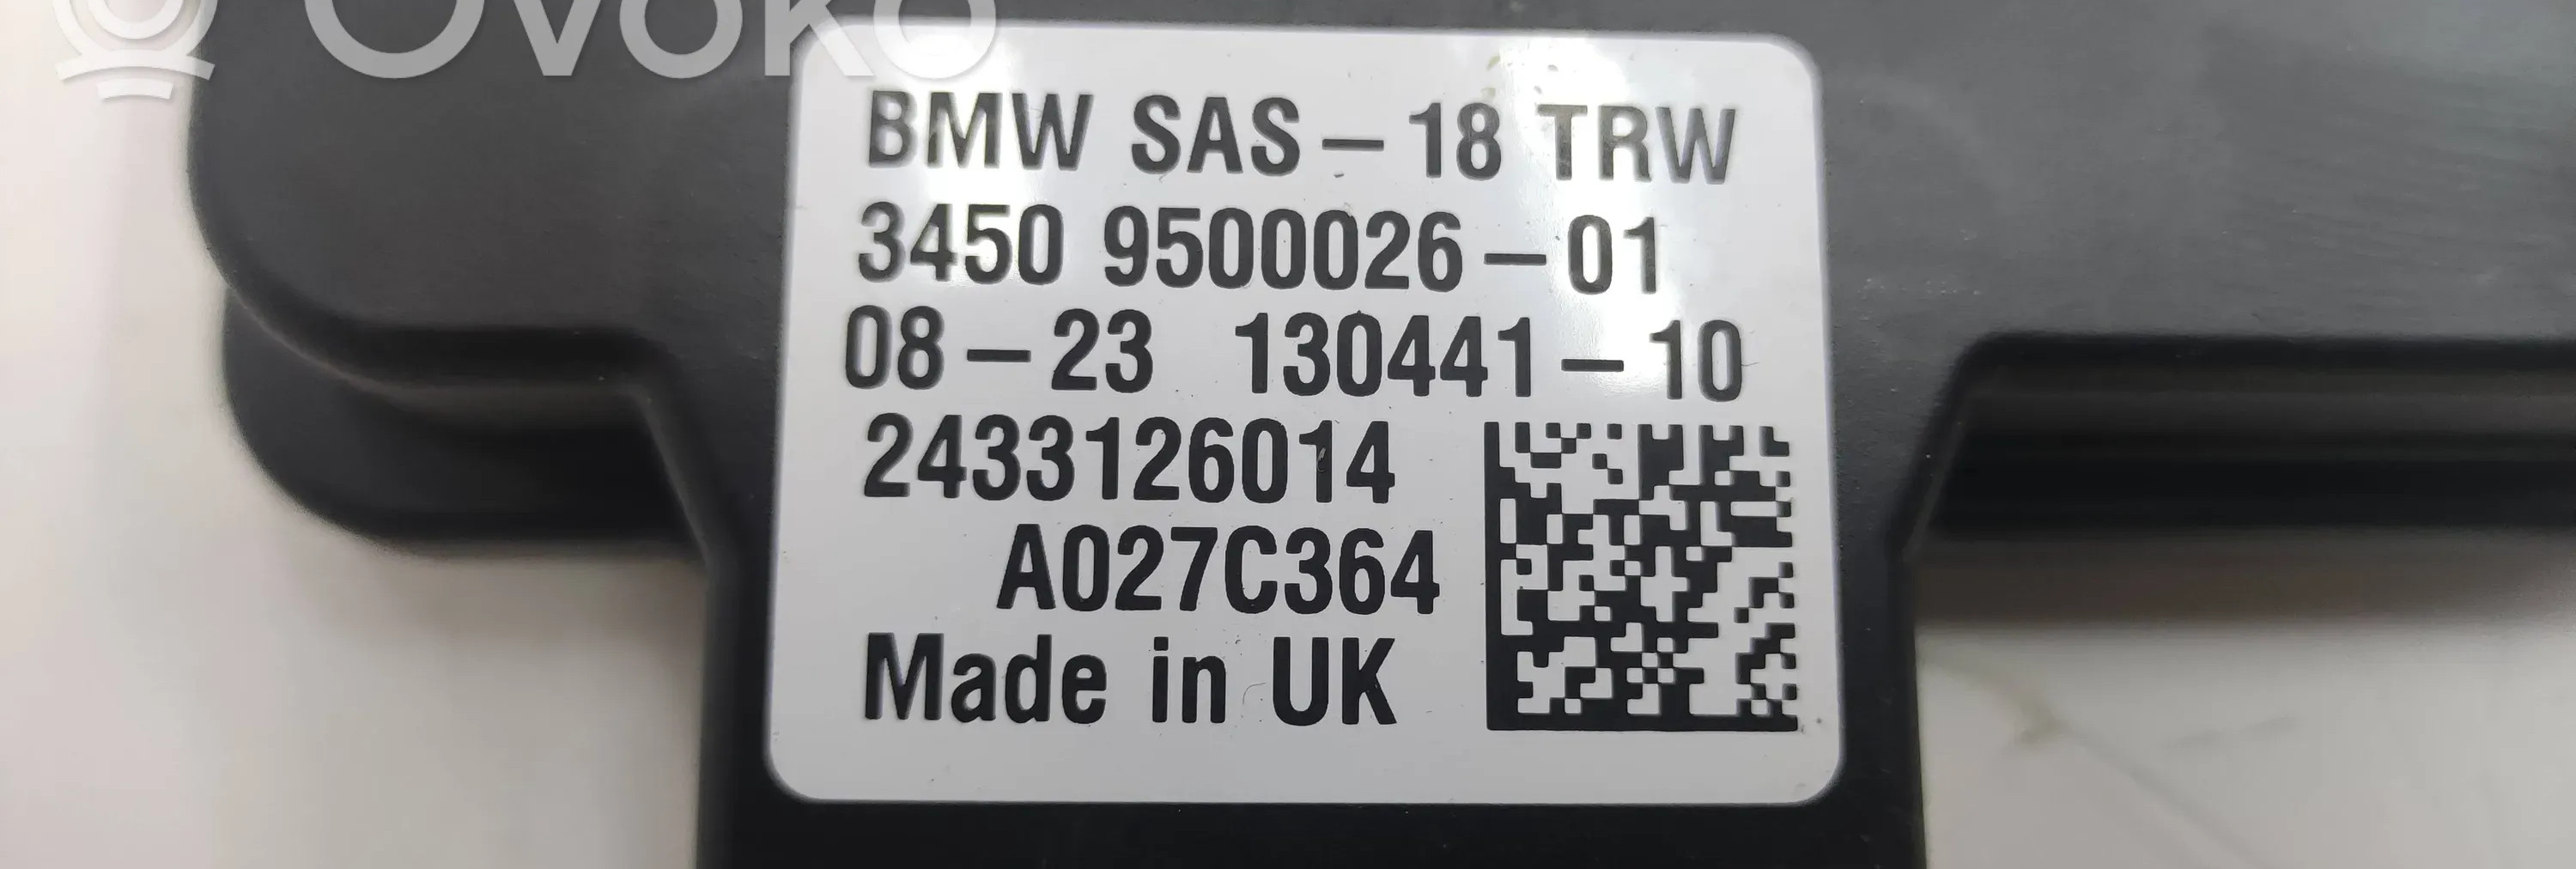 OVOKO
BMW SAS-18 TRW
3450 9500026-01
08-23 130441-10
2433126014
A027C364
Made in UK